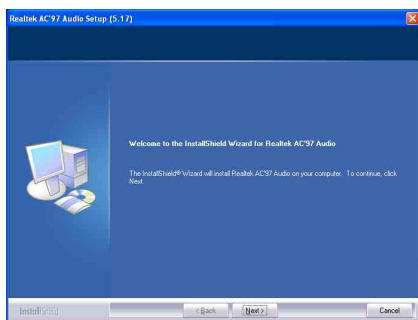 Realtek AC'97 Audio Setup (5.17)
Welcome to the InstallShield Wizard for Realtek AC'97 Audio
The InstallShield® Wizard will install Realtek AC'97 Audio on your computer. To continue, click
Next.
InstallShield
< Back
Next >
Cancel